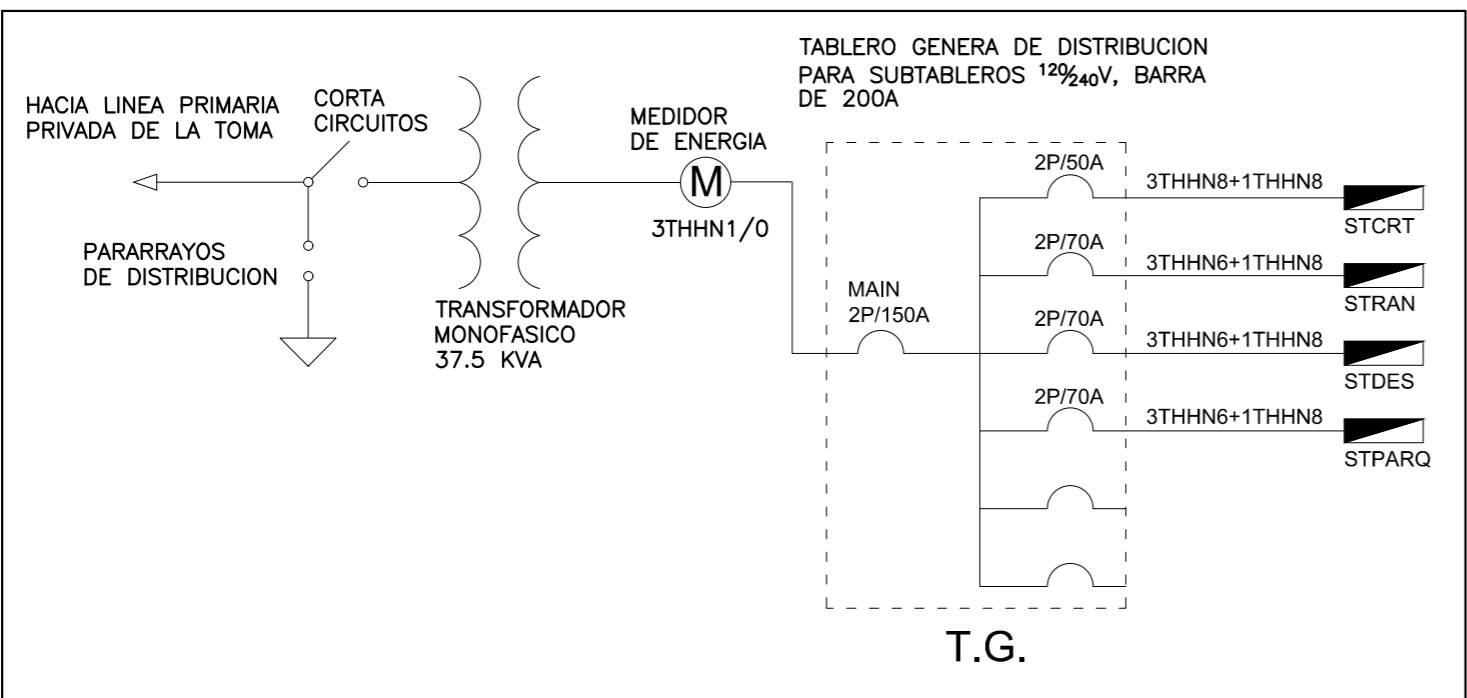 TABLERO GENERA DE DISTRIBUCION
PARA SUBTABLEROS 120/240V, BARRA
DE 200A
HACIA LINEA PRIMARIA
PRIVADA DE LA TOMA
CORTA
CIRCUITOS
MEDIDOR
DE ENERGIA
M
3THHN1/0
PARARRAYOS
DE DISTRIBUCION
TRANSFORMADOR
MONOFASICO
37.5 KVA
MAIN
2P/150A
2P/50A
3THHN8+1THHN8
STCRT
2P/70A
3THHN6+1THHN8
STRAN
2P/70A
3THHN6+1THHN8
STDES
2P/70A
3THHN6+1THHN8
STPARQ
T.G.